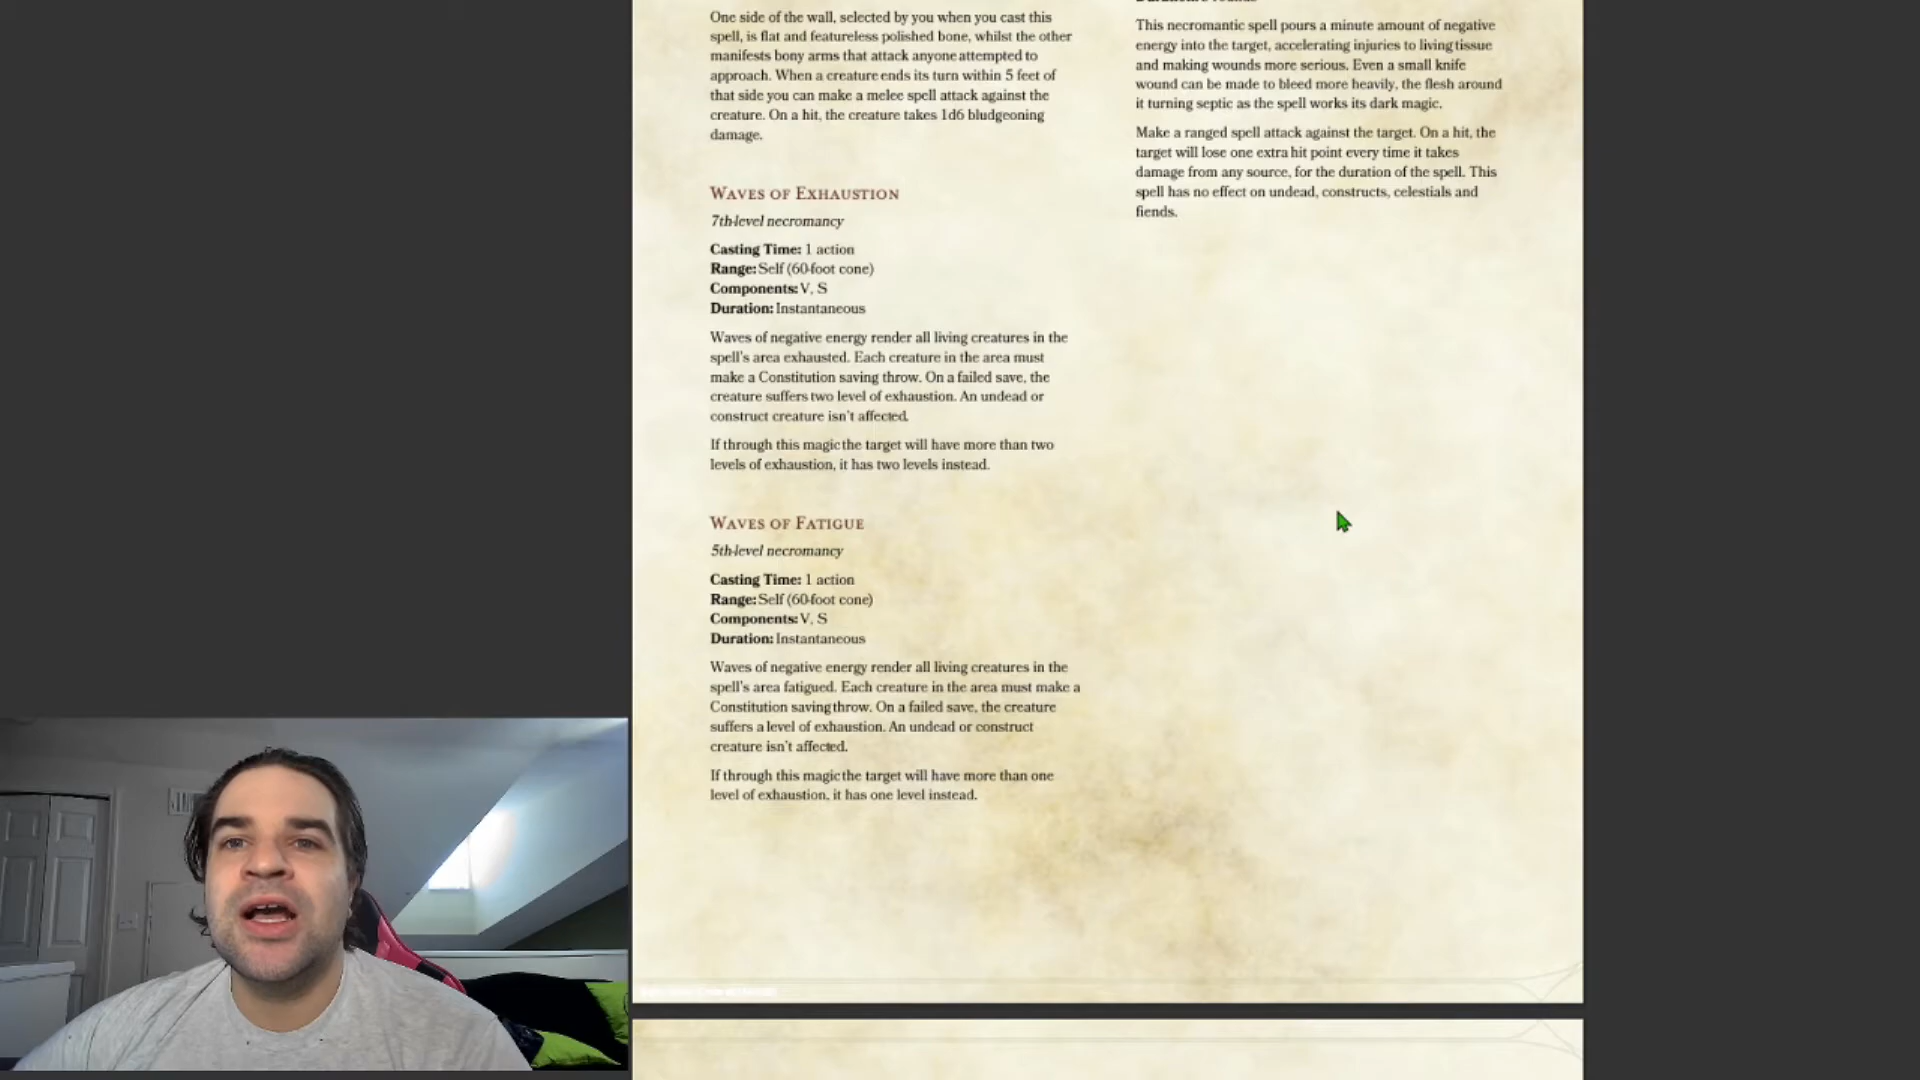 One side of the wall, selected by you when you cast this
spell, is flat and featureless polished bone, whilst the other
manifests bony arms that attack anyone attempted to
approach. When a creature ends its turn within 5 feet of
that side you can make a melee spell attack against the
creature. On a hit, the creature takes 1d6 bludgeoning
damage.
Waves of Exhaustion
7th-level necromancy
Casting Time: 1 action
Range: Self (60-foot cone)
Components: V, S
Duration: Instantaneous
Waves of negative energy render all living creatures in the
spell's area exhausted. Each creature in the area must
make a Constitution saving throw. On a failed save, the
creature suffers two level of exhaustion. An undead or
construct creature isn't affected.
If through this magic the target will have more than two
levels of exhaustion, it has two levels instead.
Waves of Fatigue
5th-level necromancy
Casting Time: 1 action
Range: Self (60-foot cone)
Components: V, S
Duration: Instantaneous
Waves of negative energy render all living creatures in the
spell's area fatigued. Each creature in the area must make a
Constitution saving throw. On a failed save, the creature
suffers a level of exhaustion. An undead or construct
creature isn't affected.
If through this magic the target will have more than one
level of exhaustion, it has one level instead.
This necromantic spell pours a minute amount of negative
energy into the target, accelerating injuries to living tissue
and making wounds more serious. Even a small knife
wound can be made to bleed more heavily, the flesh around
it turning septic as the spell works its dark magic.
Make a ranged spell attack against the target. On a hit, the
target will lose one extra hit point every time it takes
damage from any source, for the duration of the spell. This
spell has no effect on undead, constructs, celestials and
fiends.